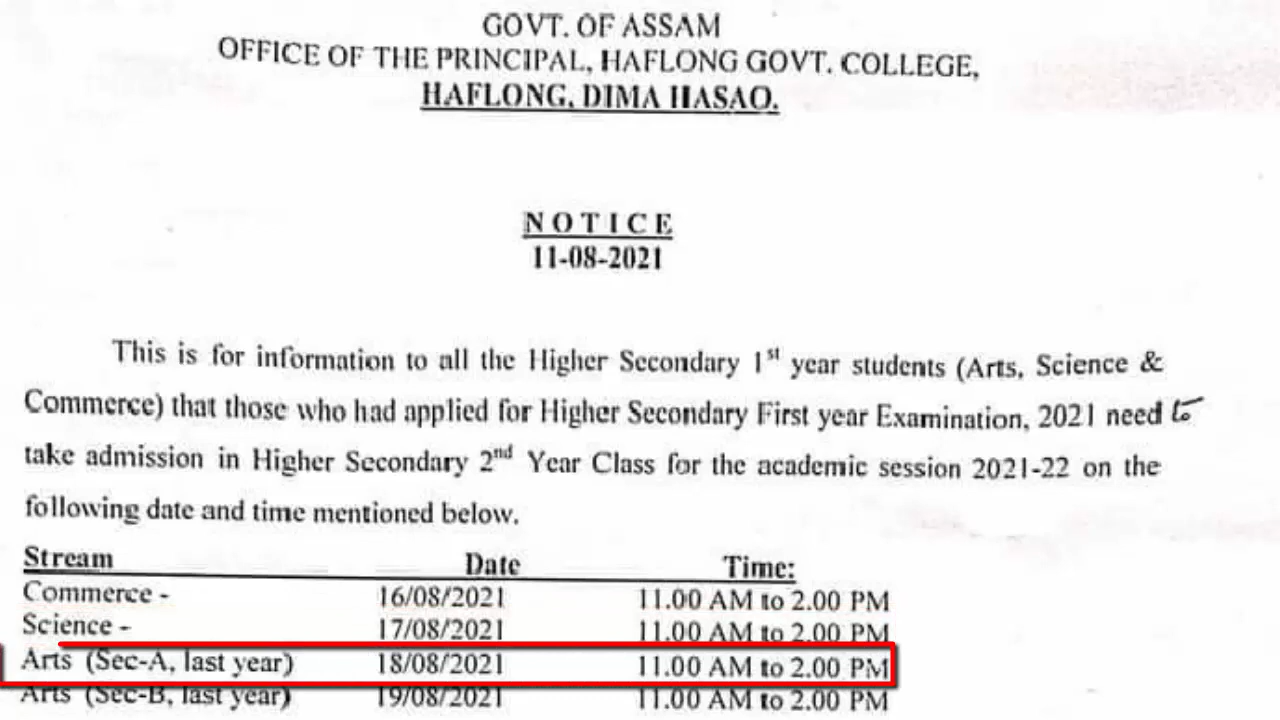 GOVT. OF ASSAM
OFFICE OF THE PRINCIPAL, HAFLONG GOVT. COLLEGE,
HAFLONG, DIMA HASAO.
NOTICE
11-08-2021
This is for information to all the Higher Secondary 1st year students (Arts, Science &
Commerce) that those who had applied for Higher Secondary First year Examination, 2021 need to
take admission in Higher Secondary 2nd Year Class for the academic session 2021-22 on the
following date and time mentioned below.
Stream Date Time:
Commerce - 16/08/2021 11.00 AM to 2.00 PM
Science - 17/08/2021 11.00 AM to 2.00 PM
Arts (Sec-A, last year) 18/08/2021 11.00 AM to 2.00 PM
Arts (Sec-B, last year) 19/08/2021 11.00 AM to 2.00 PM